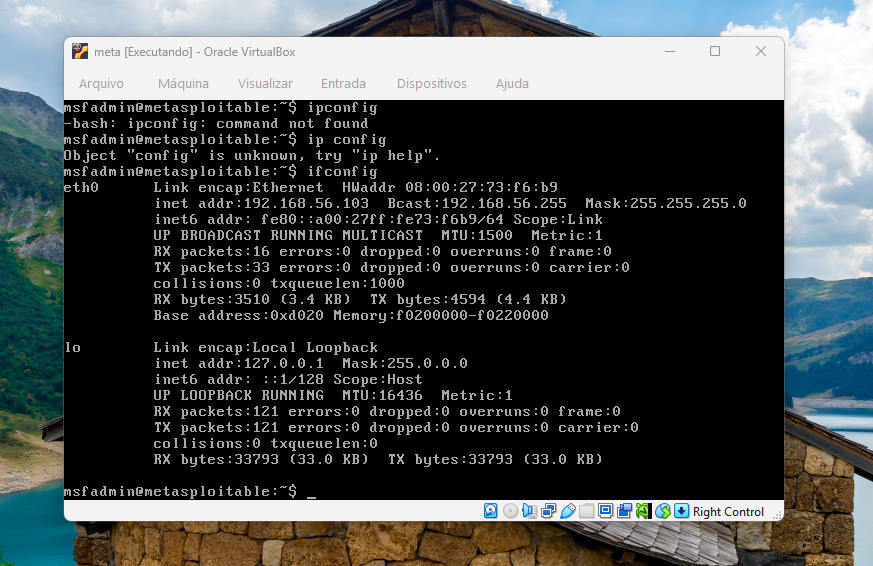 meta [Executando] - Oracle VirtualBox
Arquivo Máquina Visualizar Entrada Dispositivos Ajuda
msfadmin@metasploitable:~$ ipconfig
-bash: ipconfig: command not found
msfadmin@metasploitable:~$ ip config
Object "config" is unknown, try "ip help".
msfadmin@metasploitable:~$ ifconfig
eth0      Link encap:Ethernet  HWaddr 08:00:27:73:f6:b9
          inet addr:192.168.56.103  Bcast:192.168.56.255  Mask:255.255.255.0
          inet6 addr: fe80::a00:27ff:fe73:f6b9/64 Scope:Link
          UP BROADCAST RUNNING MULTICAST  MTU:1500  Metric:1
          RX packets:16 errors:0 dropped:0 overruns:0 frame:0
          TX packets:33 errors:0 dropped:0 overruns:0 carrier:0
          collisions:0 txqueuelen:1000
          RX bytes:3510 (3.4 KB)  TX bytes:4594 (4.4 KB)
          Base address:0xd020 Memory:f0200000-f0220000
lo        Link encap:Local Loopback
          inet addr:127.0.0.1  Mask:255.0.0.0
          inet6 addr: ::1/128 Scope:Host
          UP LOOPBACK RUNNING  MTU:16436  Metric:1
          RX packets:121 errors:0 dropped:0 overruns:0 frame:0
          TX packets:121 errors:0 dropped:0 overruns:0 carrier:0
          collisions:0 txqueuelen:0
          RX bytes:33793 (33.0 KB)  TX bytes:33793 (33.0 KB)
msfadmin@metasploitable:~$ _
Right Control